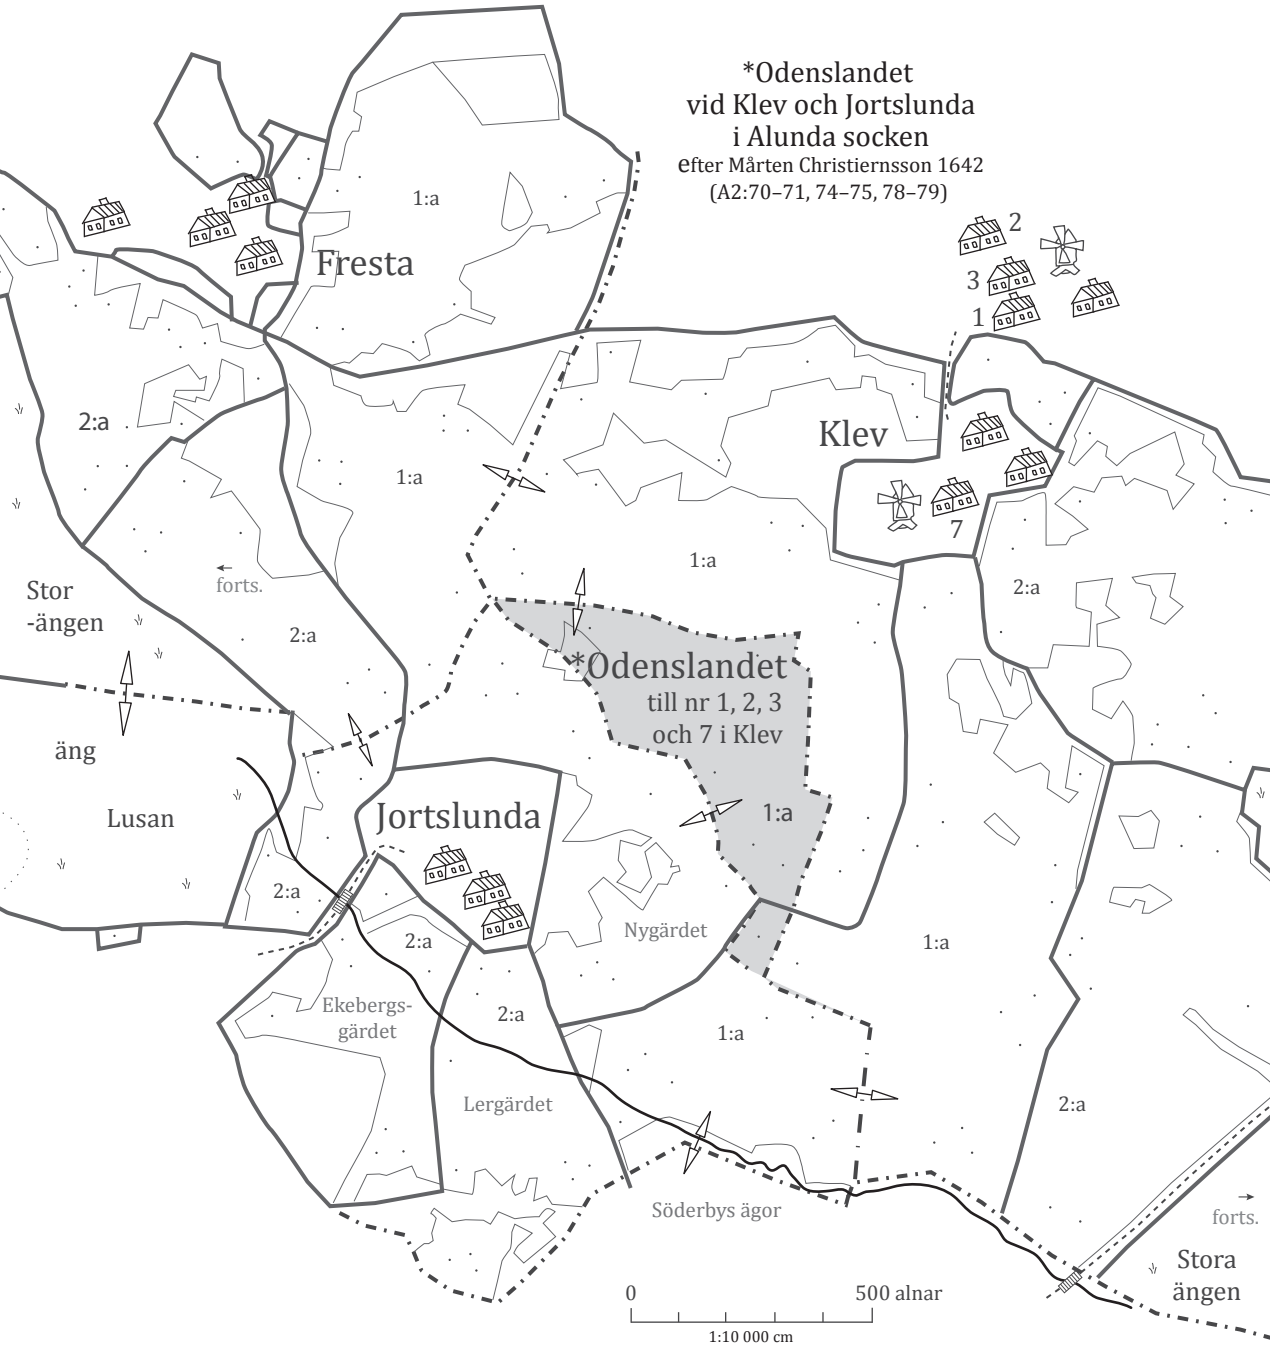 *Odenslandet
vid Klev och Jortslunda
i Alunda socken
efter Mårten Christiernsson 1642
(A2:70–71, 74–75, 78–79)
1:a
2
Fresta
3
1
2:a
Klev
1:a
7
1:a
forts.
2:a
Stor
-ängen
2:a
*Odenslandet
till nr 1, 2, 3
och 7 i Klev
äng
Lusan
Jortslunda
1:a
2:a
Nygärdet
2:a
1:a
Ekebergs-
gärdet
2:a
1:a
Lergärdet
2:a
Söderbys ägor
forts.
Stora
ängen
0 500 alnar
1:10 000 cm